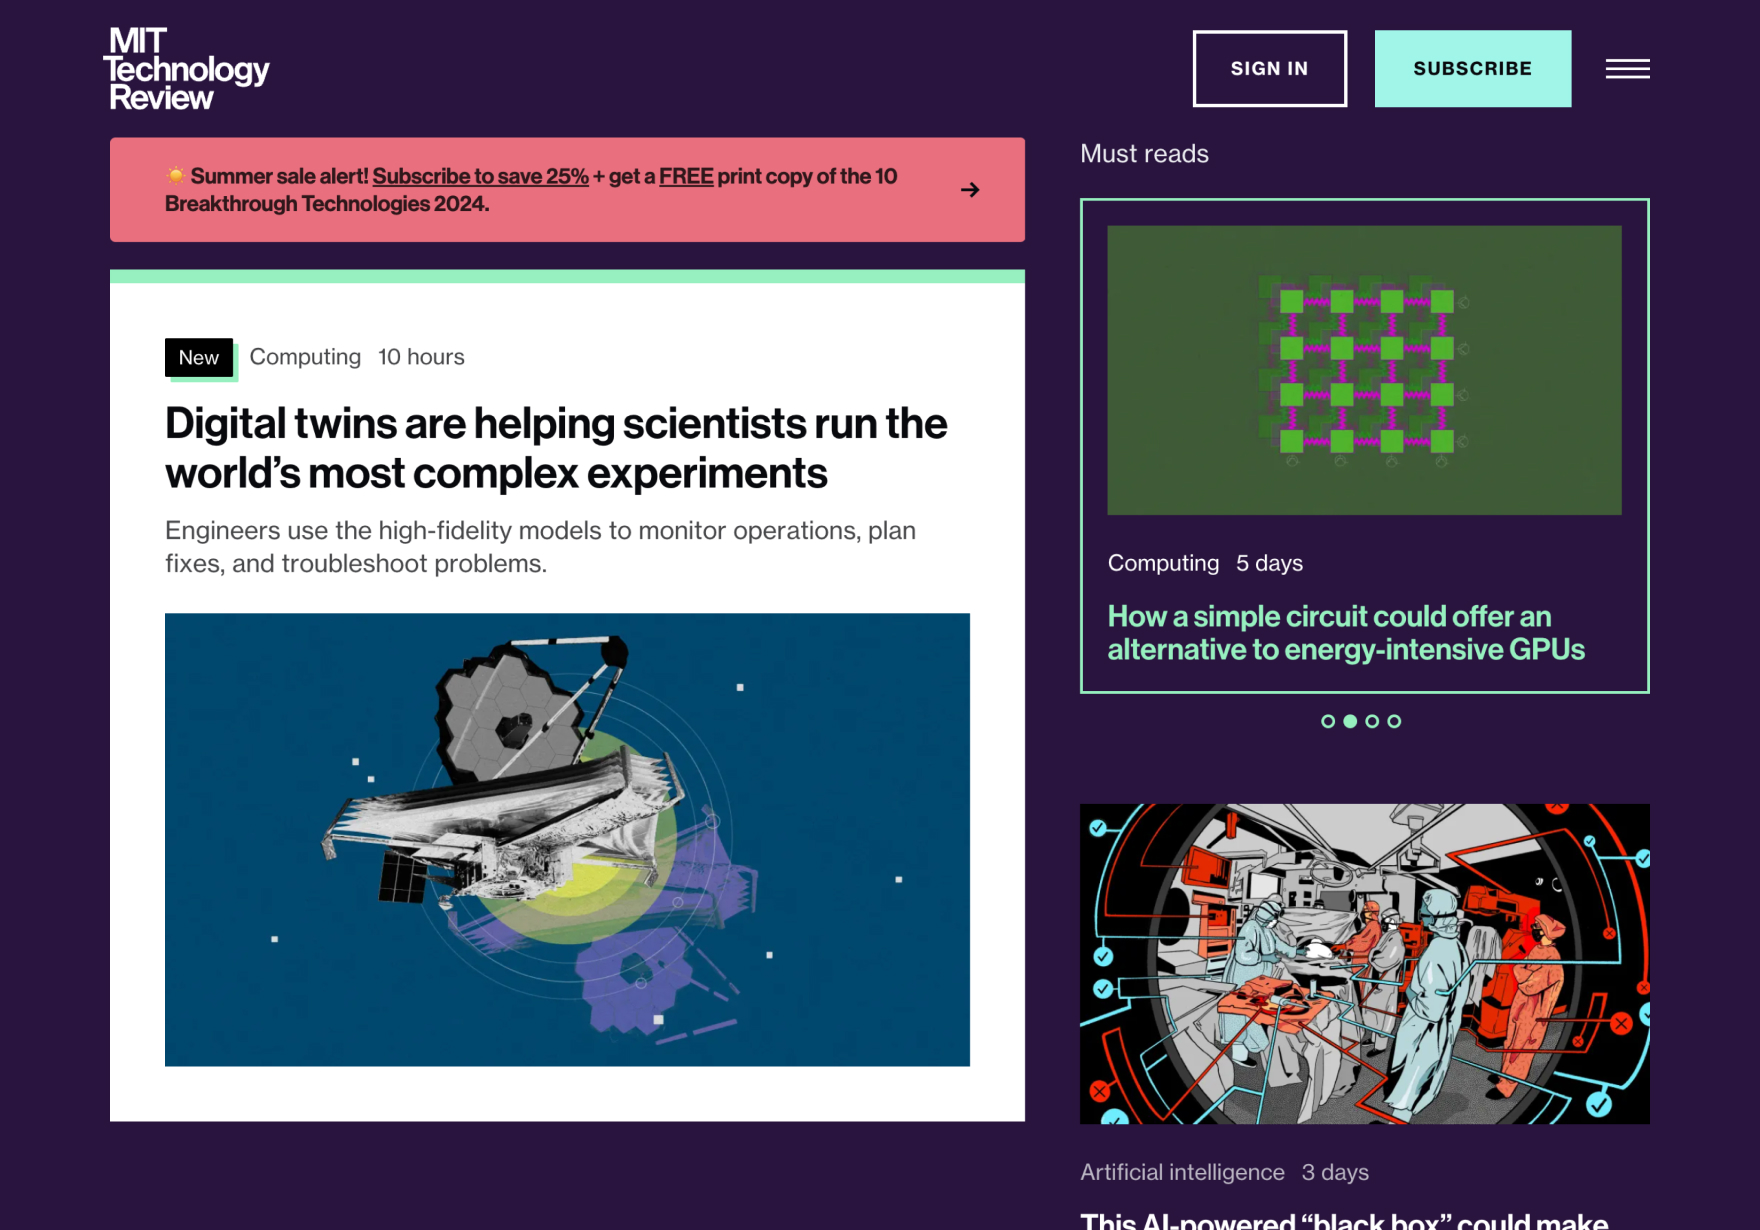 MIT
Technology
Review
SIGN IN
SUBSCRIBE
☀️ Summer sale alert! Subscribe to save 25% + get a FREE print copy of the 10
Breakthrough Technologies 2024.
New Computing 10 hours
Digital twins are helping scientists run the
world’s most complex experiments
Engineers use the high-fidelity models to monitor operations, plan
fixes, and troubleshoot problems.
Must reads
Computing 5 days
How a simple circuit could offer an
alternative to energy-intensive GPUs
Artificial intelligence 3 days
This AI-powered “black box” could make